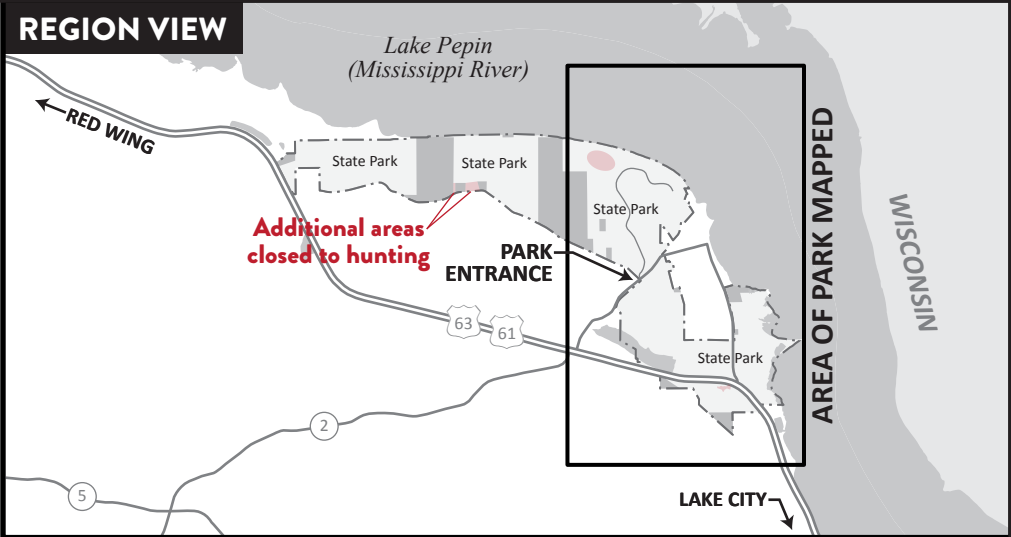 REGION VIEW
Lake Pepin
(Mississippi River)
RED WING
State Park
State Park
State Park
Additional areas
closed to hunting
PARK
ENTRANCE
AREA OF PARK MAPPED
WISCONSIN
63
61
State Park
2
5
LAKE CITY